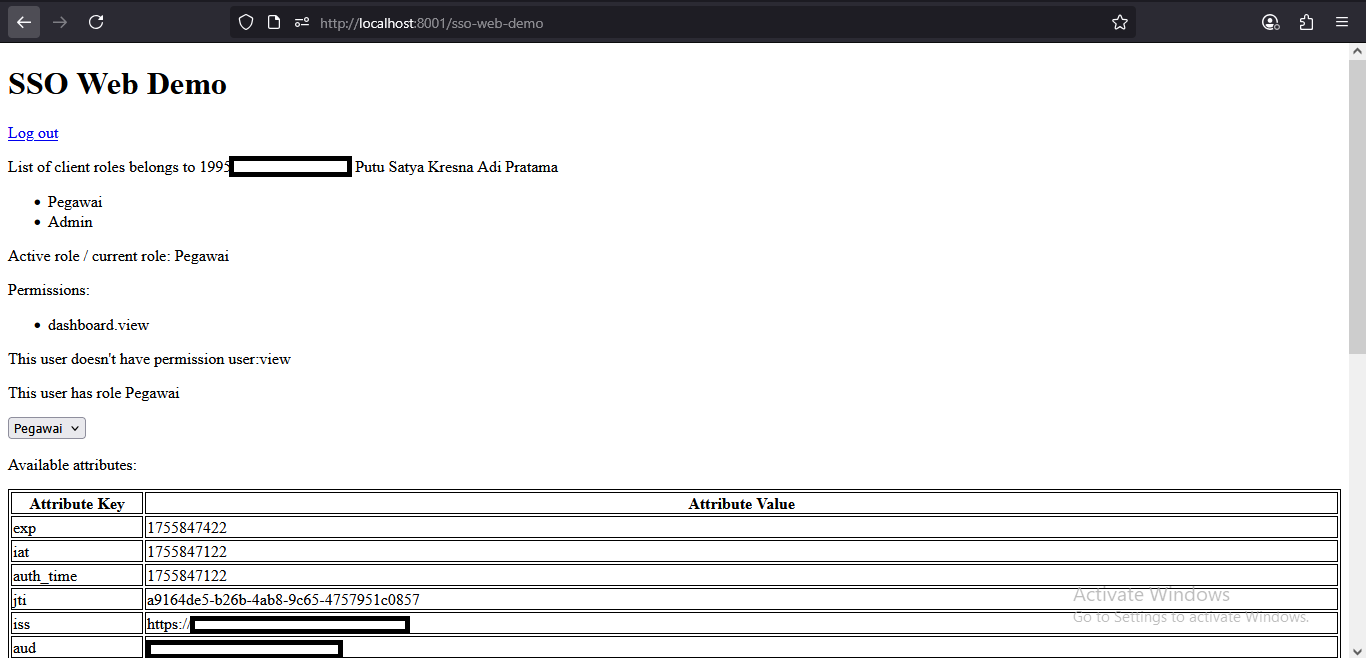 http://localhost:8001/sso-web-demo
SSO Web Demo
Log out
List of client roles belongs to 1995 Putu Satya Kresna Adi Pratama
Pegawai
Admin
Active role / current role: Pegawai
Permissions:
dashboard.view
This user doesn't have permission user:view
This user has role Pegawai
Pegawai
Available attributes:
Attribute Key Attribute Value
exp 1755847422
iat 1755847122
auth_time 1755847122
jti a9164de5-b26b-4ab8-9c65-4757951c0857
iss https://
aud
Activate Windows
Go to Settings to activate Windows.